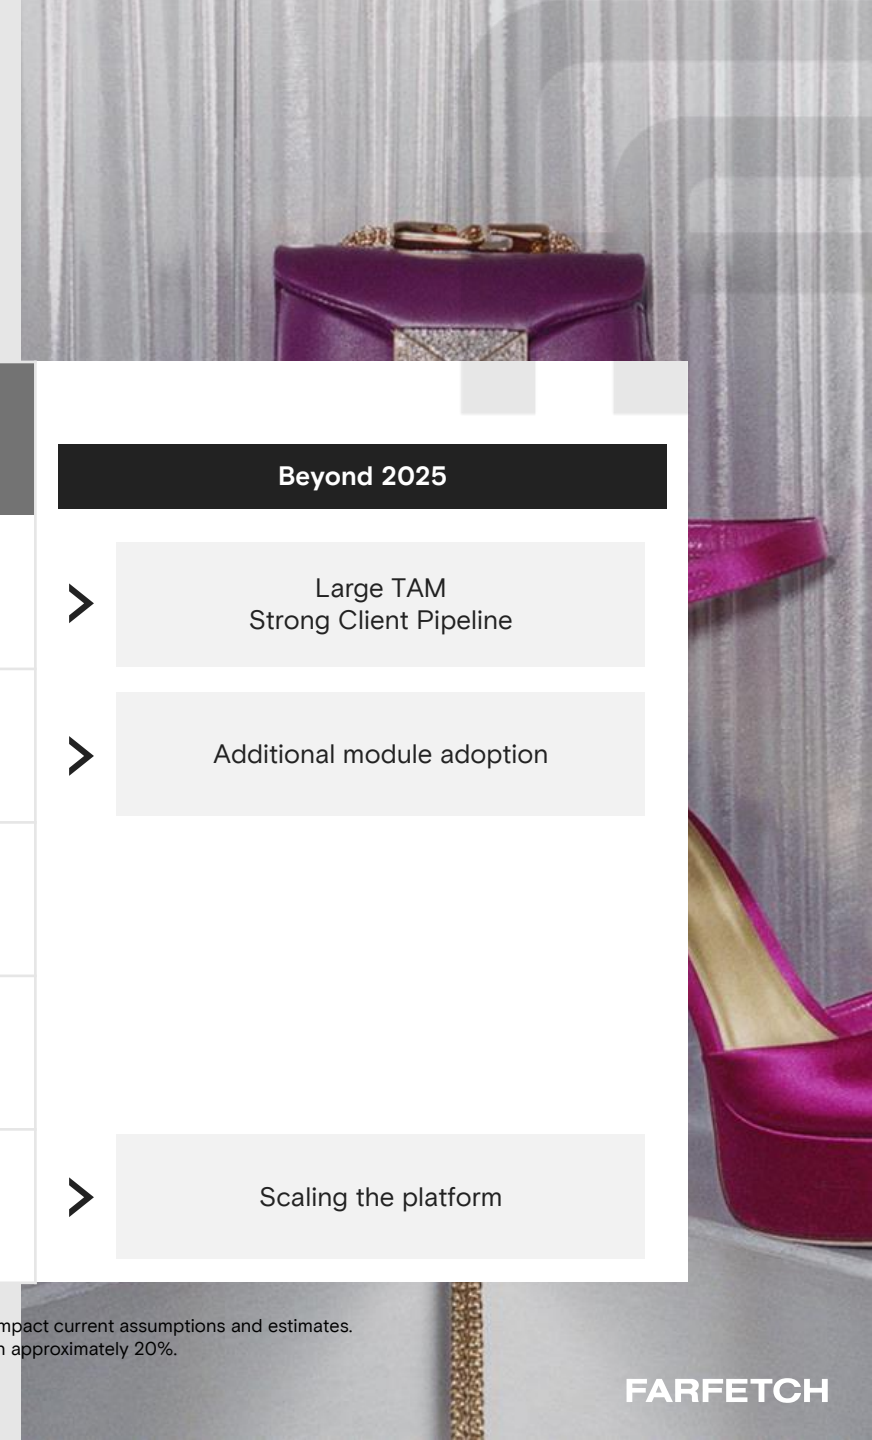 Beyond 2025
Large TAM
Strong Client Pipeline
Additional module adoption
Scaling the platform
current assumptions and estimates.
approximately 20%.
FARFETCH